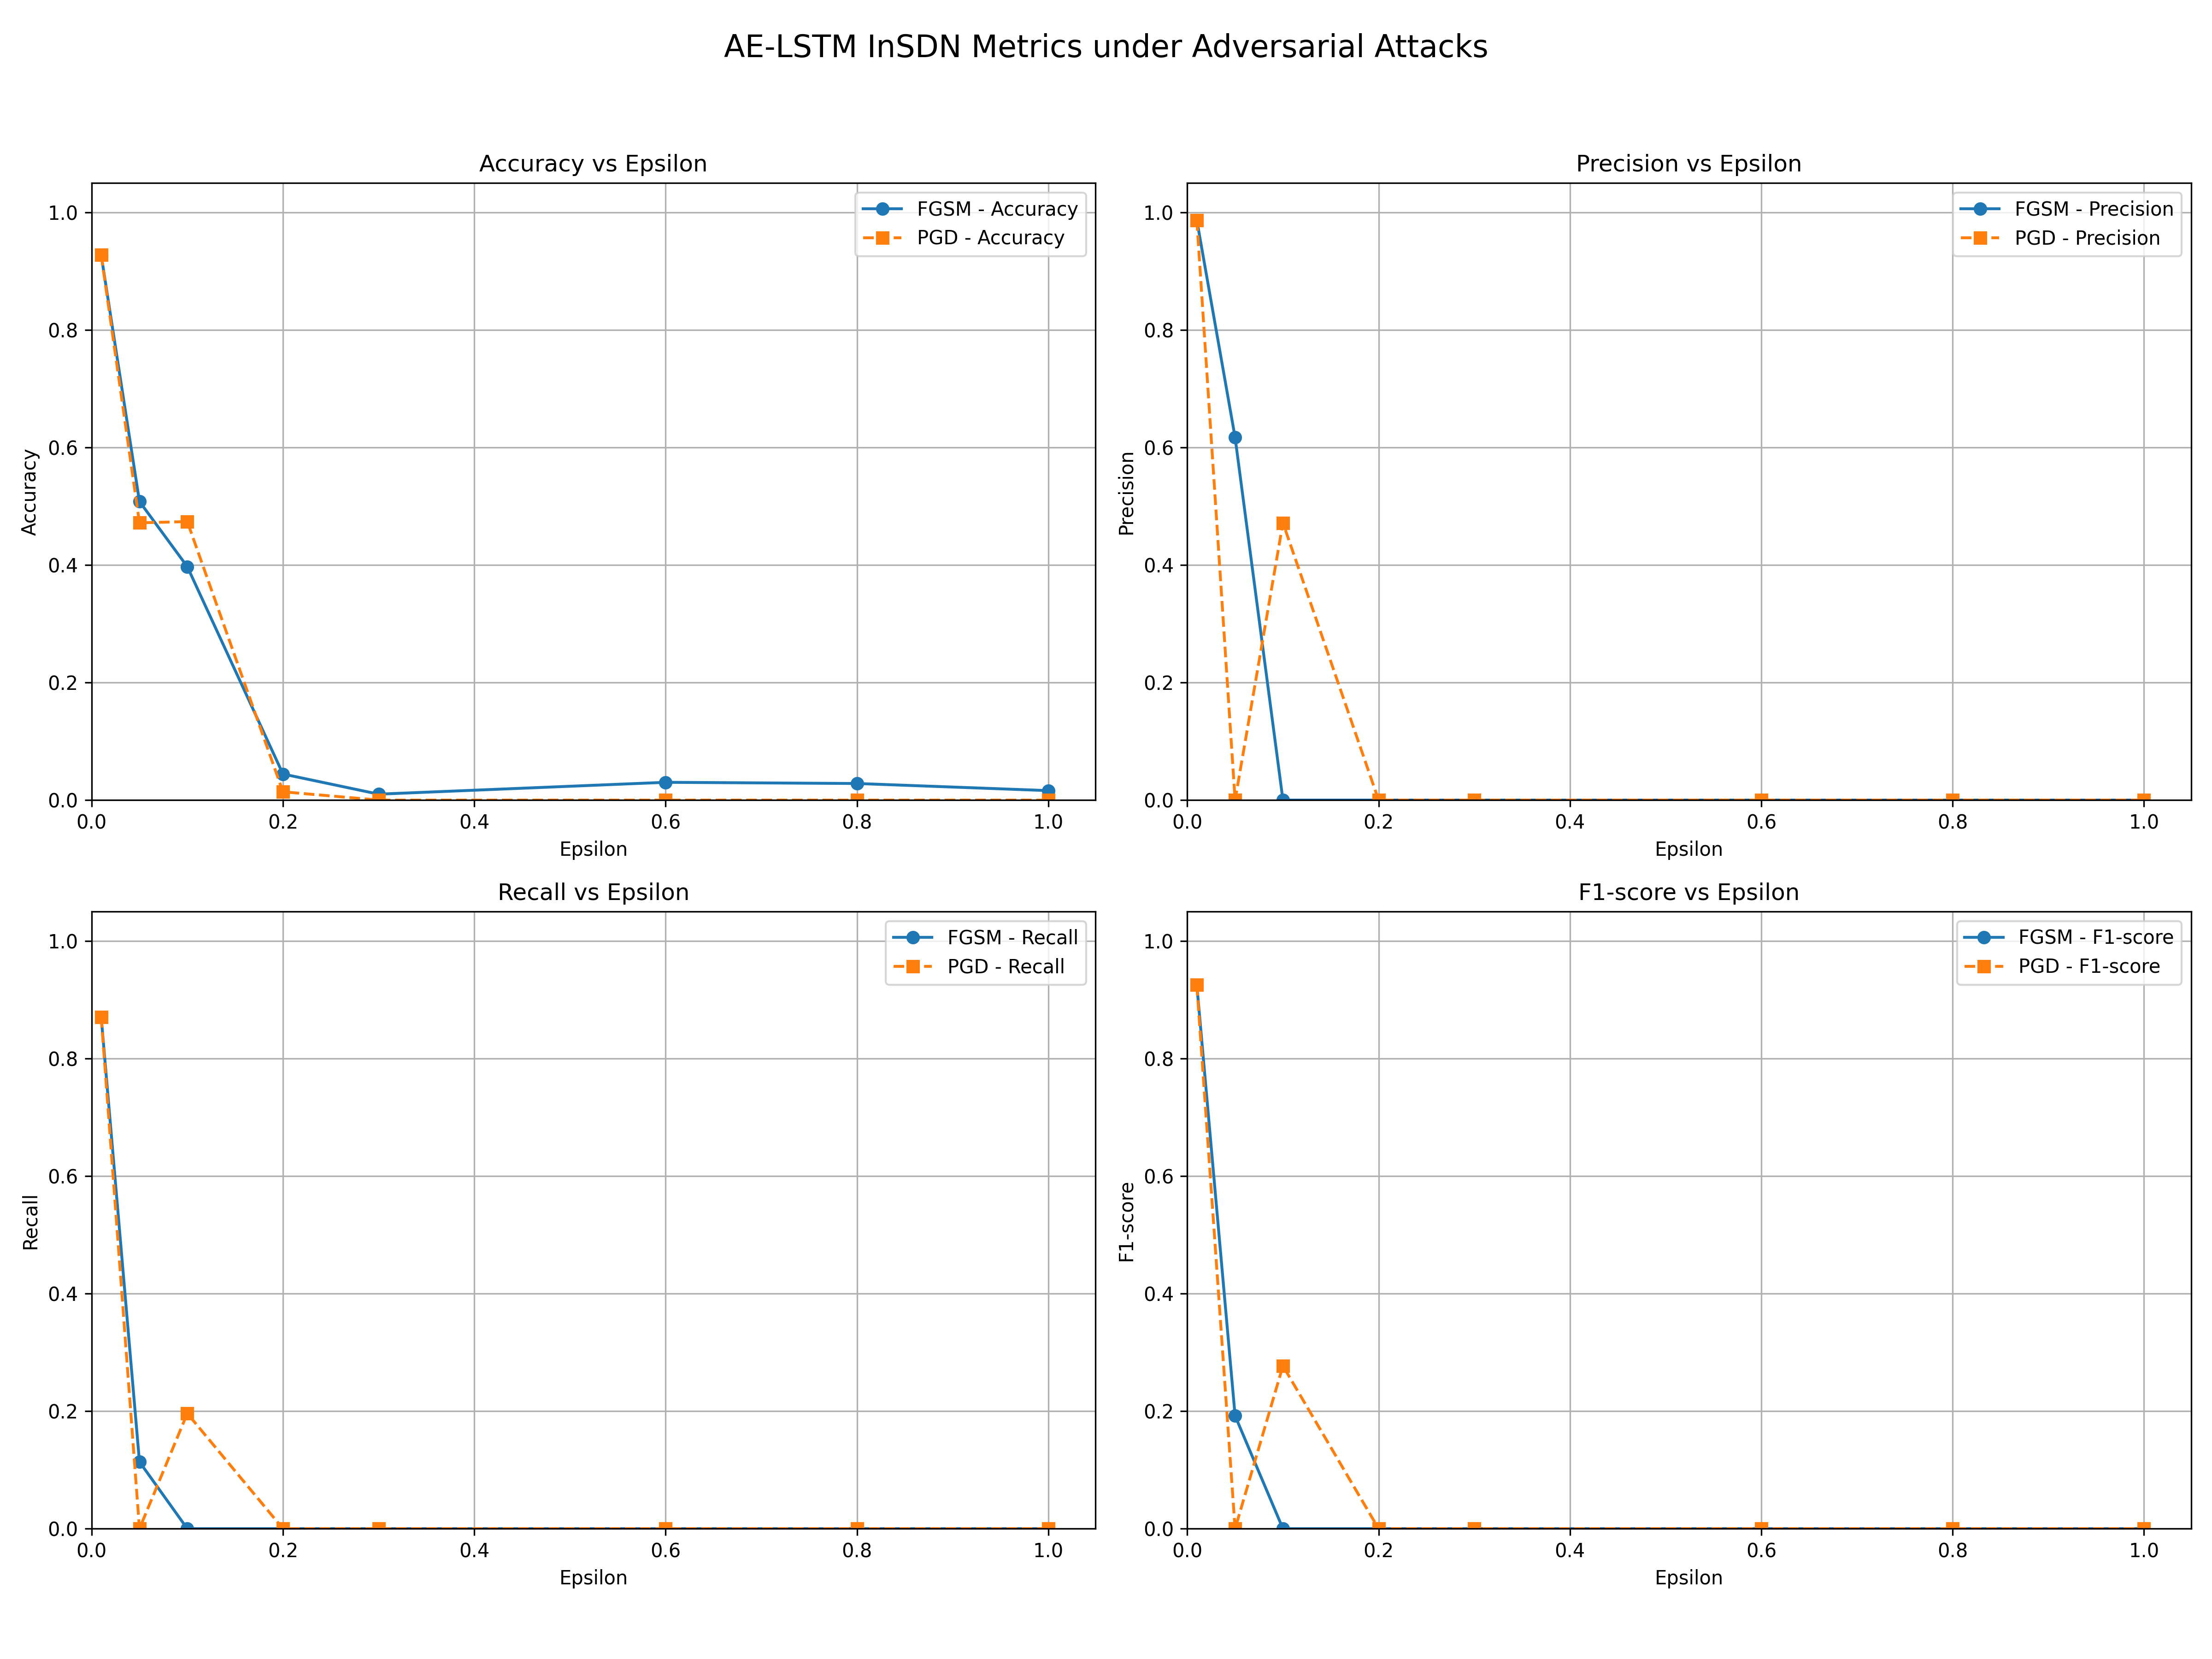 AE-LSTM InSDN Metrics under Adversarial Attacks
Accuracy vs Epsilon
FGSM - Accuracy
PGD - Accuracy
1.0
0.8
0.6
0.4
0.2
0.0
Accuracy
0.0 0.2 0.4 0.6 0.8 1.0
Epsilon
Precision vs Epsilon
FGSM - Precision
PGD - Precision
1.0
0.8
0.6
0.4
0.2
0.0
Precision
0.0 0.2 0.4 0.6 0.8 1.0
Epsilon
Recall vs Epsilon
FGSM - Recall
PGD - Recall
1.0
0.8
0.6
0.4
0.2
0.0
Recall
0.0 0.2 0.4 0.6 0.8 1.0
Epsilon
F1-score vs Epsilon
FGSM - F1-score
PGD - F1-score
1.0
0.8
0.6
0.4
0.2
0.0
F1-score
0.0 0.2 0.4 0.6 0.8 1.0
Epsilon